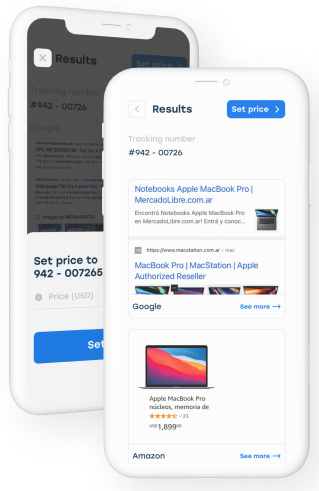 Results
Set price >
Tracking number
#942 - 00726
Google
Set price to
942 - 007265
Price (USD)
Set
Results
Set price >
Tracking number
#942 - 00726
Notebooks Apple MacBook Pro |
MercadoLibre.com.ar
Encontrá Notebooks Apple MacBook Pro
en MercadoLibre.com.ar! Entrá y conoc...
https://www.macstation.com.ar › mac
MacBook Pro | MacStation | Apple
Authorized Reseller
Google
See more →
Apple MacBook Pro
núcleos, memoria de
23
US$ 1,899⁰⁰
Amazon
See more →